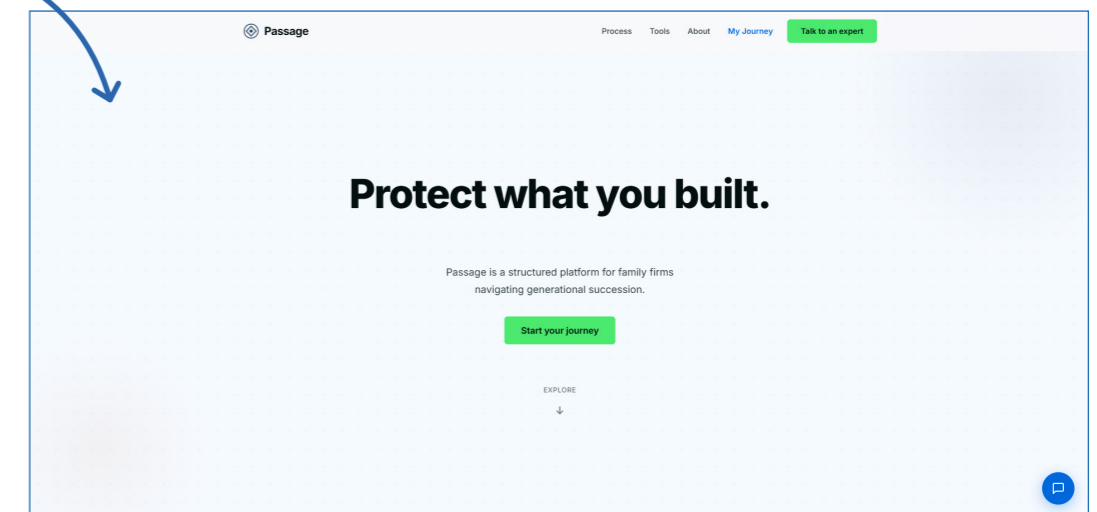 Passage
Process Tools About My Journey Talk to an expert
Protect what you built.
Passage is a structured platform for family firms
navigating generational succession.
Start your journey
EXPLORE